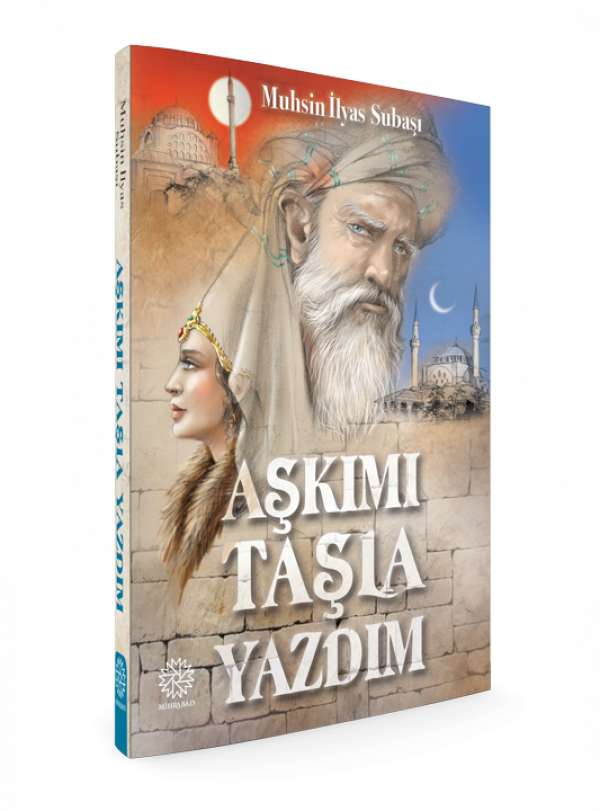 Muhsin İlyas Subaşı
AŞKIMI
TAŞLA
YAZDIM
MİHRABAD
Muhsin İlyas
Subaşı
AŞKIMI TAŞLA YAZDIM